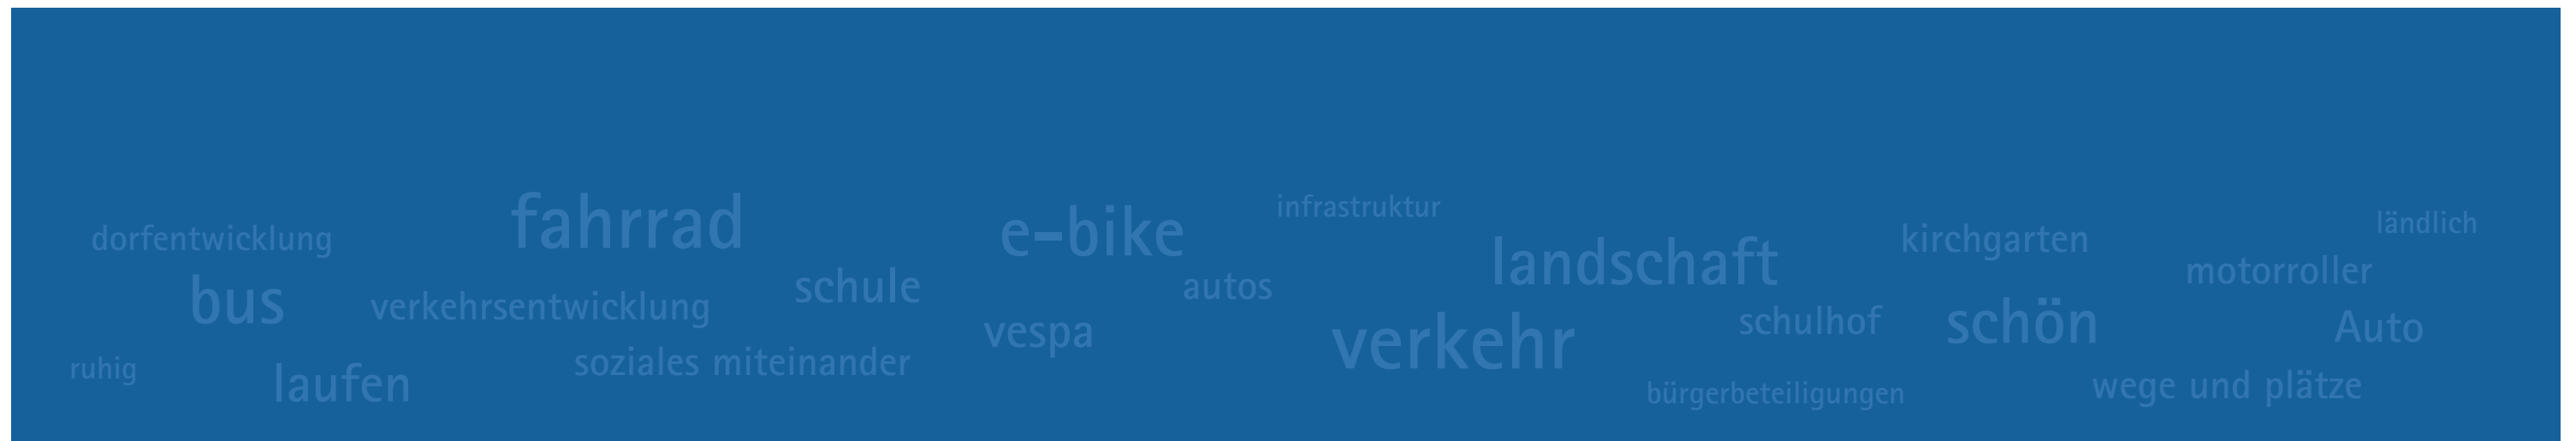 dorfentwicklung
fahrrad
e-bike
infrastruktur
ländlich
bus
verkehrsentwicklung
schule
autos
landschaft
kirchgarten
motorroller
vespa
verkehr
schulhof
schön
Auto
ruhig
laufen
soziales miteinander
bürgerbeteiligungen
wege und plätze